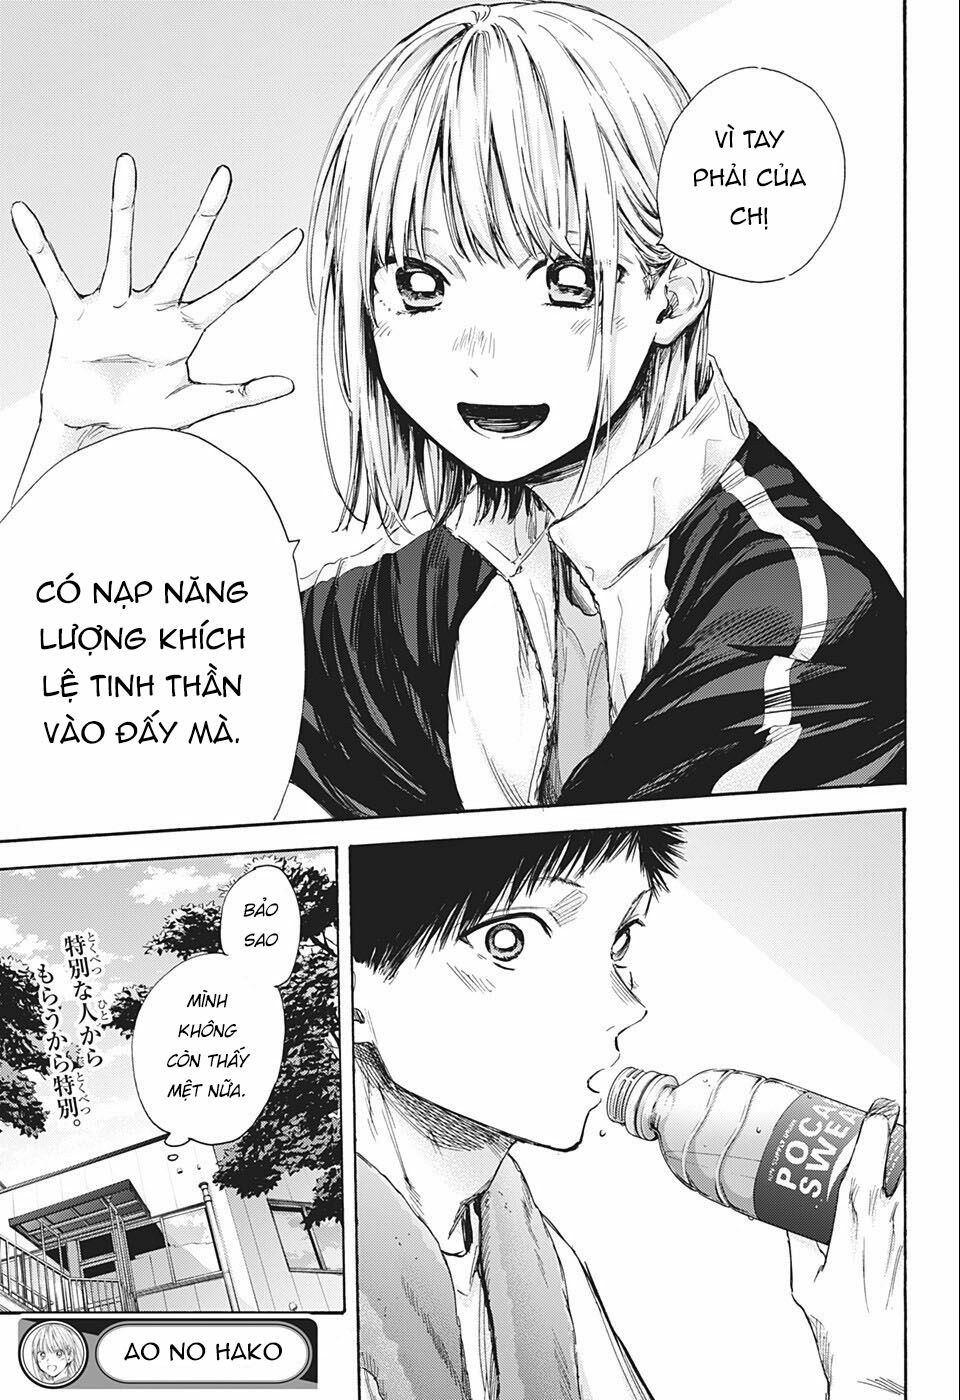 VÌ TAY
PHẢI CỦA
CHỊ
CÓ NẠP NĂNG
LƯỢNG KHÍCH
LỆ TINH THẦN
VÀO ĐẤY MÀ.
POCA
SWEA
BẢO
SAO
MÌNH
KHÔNG
CÒN THẤY
MỆT NỮA.
特別な人から
もらうから特別。
AO NO HAKO